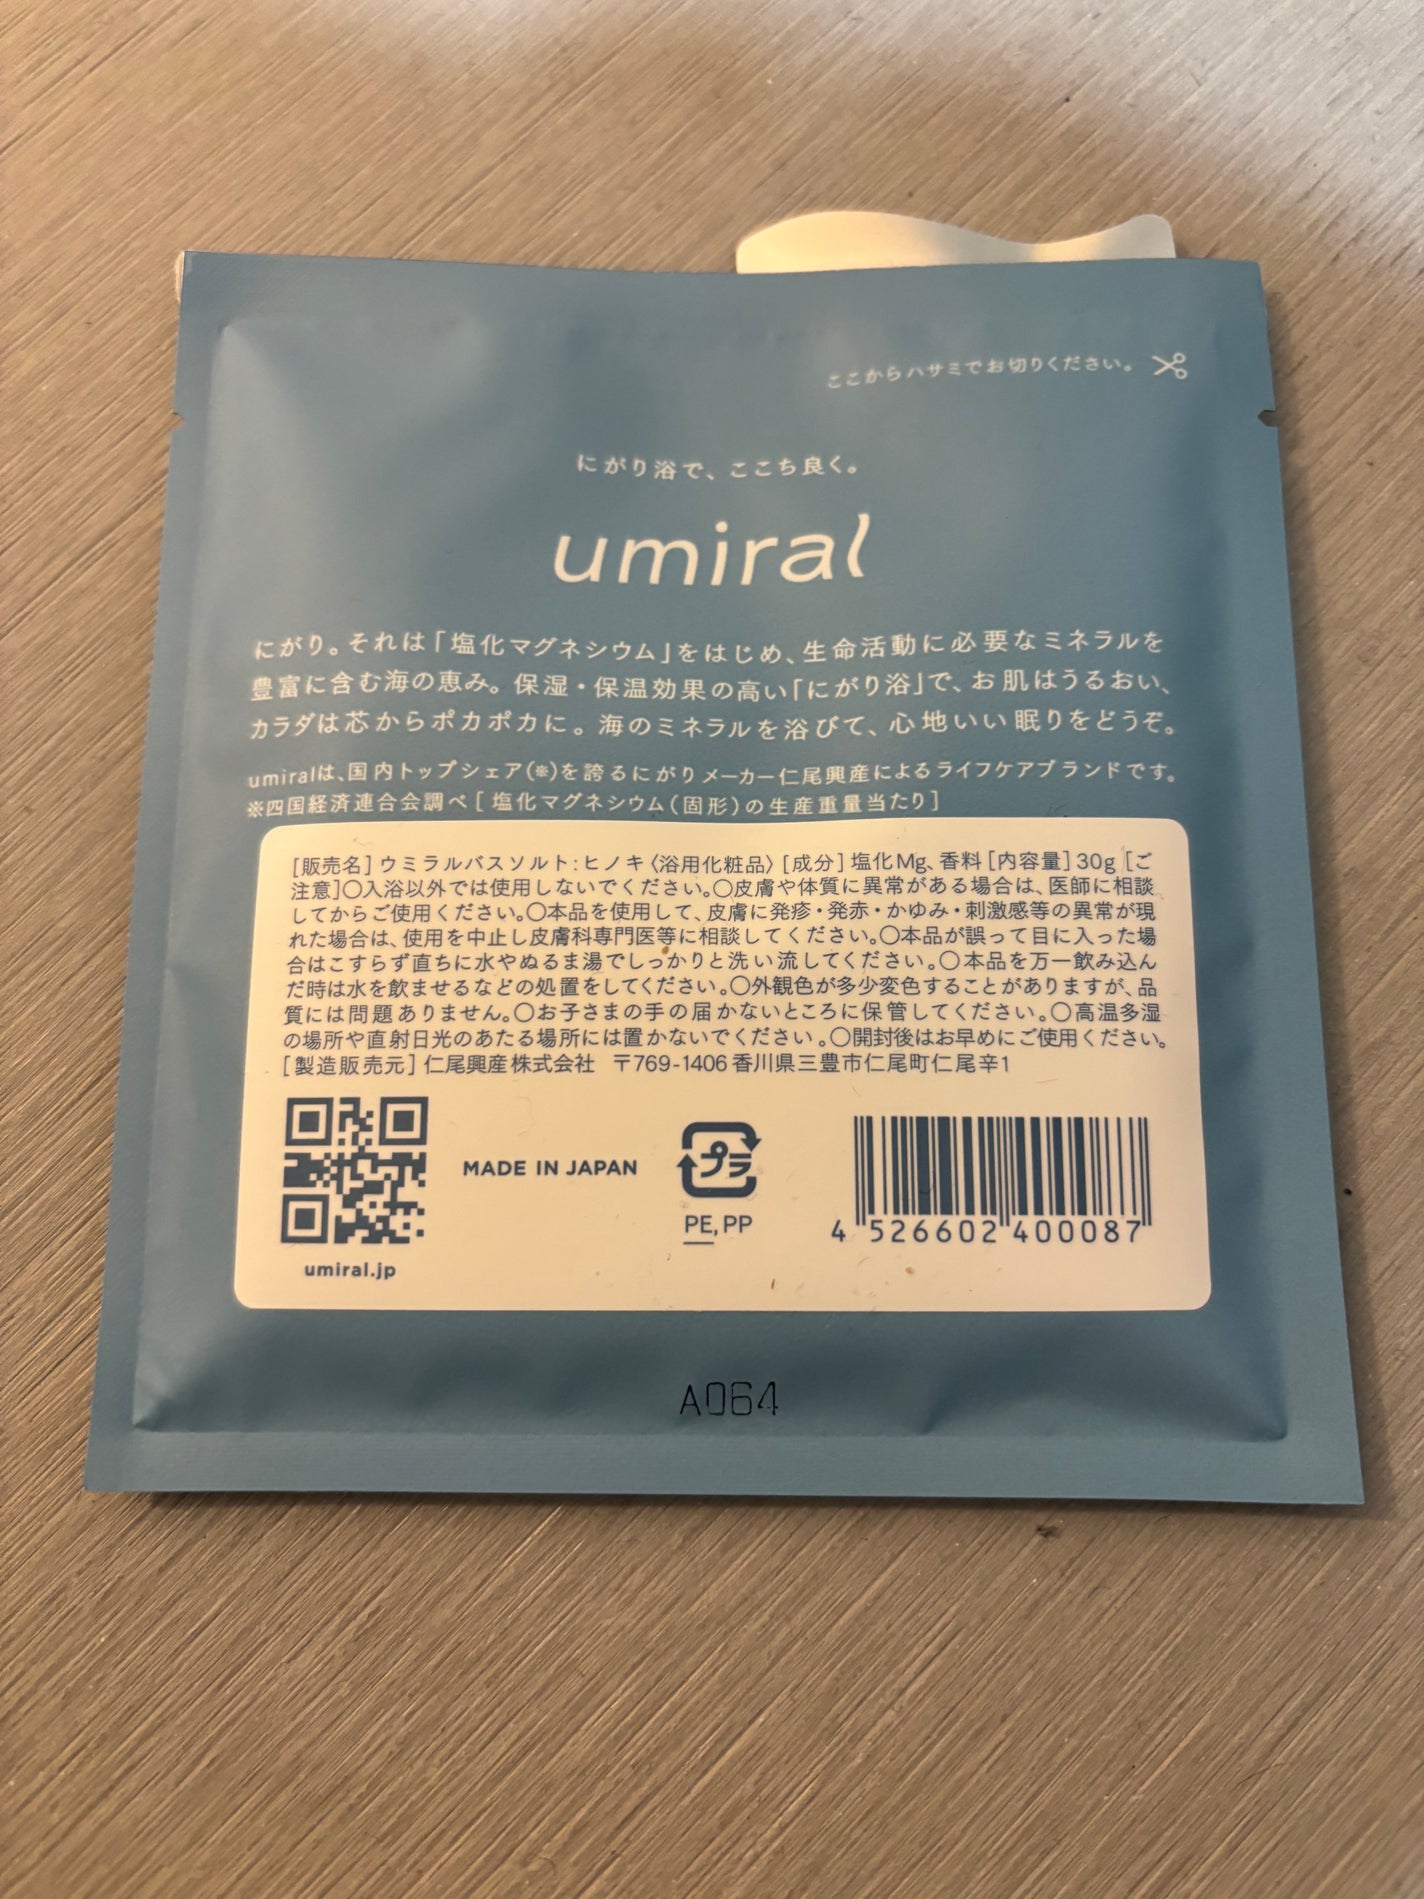 ここからハサミでお切りください。
にがり浴で、ここち良く。
umiral
にがり。それは「塩化マグネシウム」をはじめ、生命活動に必要なミネラルを
豊富に含む海の恵み。保湿・保温効果の高い「にがり浴」で、お肌はうるおい、
カラダは芯からポカポカに。海のミネラルを浴びて、心地いい眠りをどうぞ。
umiralは、国内トップシェア(※)を誇るにがりメーカー仁尾興産によるライフケアブランドです。
※四国経済連合会調べ[塩化マグネシウム(固形)の生産重量当たり]
[販売名]ウミラルバスソルト:ヒノキ〈浴用化粧品〉[成分]塩化Mg、香料[内容量]30g[ご
注意]○入浴以外では使用しないでください。○皮膚や体質に異常がある場合は、医師に相談
してからご使用ください。○本品を使用して、皮膚に発疹・発赤・かゆみ・刺激感等の異常が現
れた場合は、使用を中止し皮膚科専門医等に相談してください。○本品が誤って目に入った場
合はこすらず直ちに水やぬるま湯でしっかりと洗い流してください。○本品を万一飲み込ん
だ時は水を飲ませるなどの処置をしてください。○外観色が多少変色することがありますが、品
質には問題ありません。○お子さまの手の届かないところに保管してください。○高温多湿
の場所や直射日光のあたる場所には置かないでください。○開封後はお早めにご使用ください。
[製造販売元]仁尾興産株式会社 〒769-1406香川県三豊市仁尾町仁尾辛1
MADE IN JAPAN
プラ
PE, PP
4 526602 400087
umiral.jp
A064